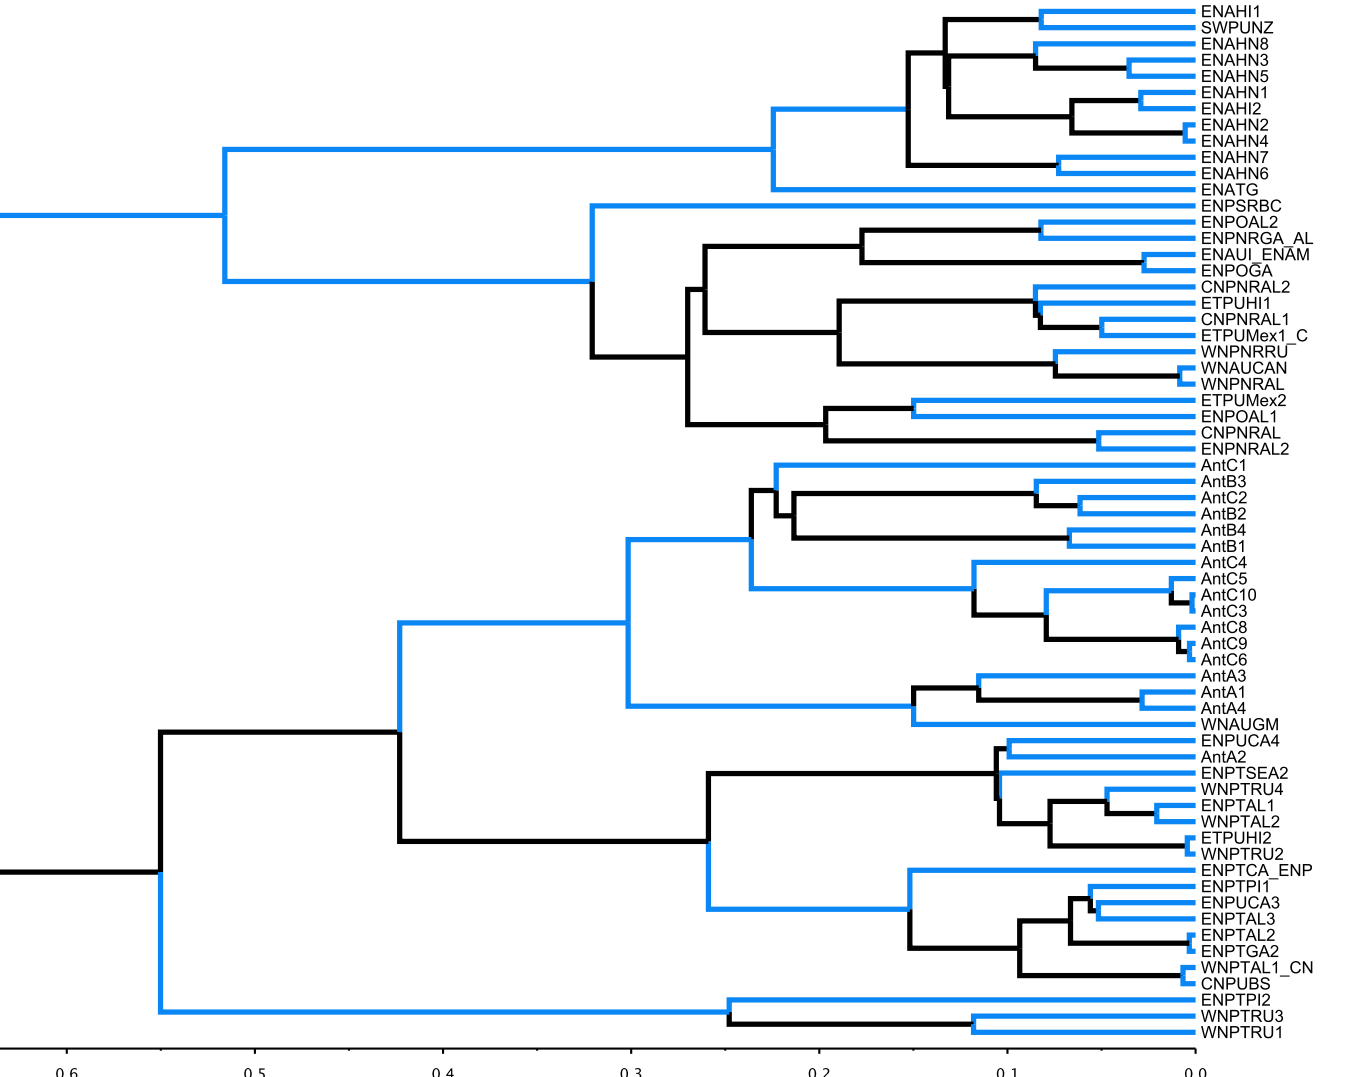 ENAHI1
SWPUNZ
ENAHN8
ENAHN3
ENAHN5
ENAHN1
ENAHI2
ENAHN2
ENAHN4
ENAHN7
ENAHN6
ENATG
ENPSRBC
ENPOAL2
ENPNRGA_AL
ENAUI_ENAM
ENPOGA
CNPNRAL2
ETPUHI1
CNPNRAL1
ETPUMex1_C
WNPNRRU
WNAUCAN
WNPNRAL
ETPUMex2
ENPOAL1
CNPNRAL
ENPNRAL2
AntC1
AntB3
AntC2
AntB2
AntB4
AntB1
AntC4
AntC5
AntC10
AntC3
AntC8
AntC9
AntC6
AntA3
AntA1
AntA4
WNAUGM
ENPUCA4
AntA2
ENPTSEA2
WNPTRU4
ENPTAL1
WNPTAL2
ETPUHI2
WNPTRU2
ENPTCA_ENP
ENPTPI1
ENPUCA3
ENPTAL3
ENPTAL2
ENPTGA2
WNPTAL1_CN
CNPUBS
ENPTPI2
WNPTRU3
WNPTRU1
0.6 0.5 0.4 0.3 0.2 0.1 0.0